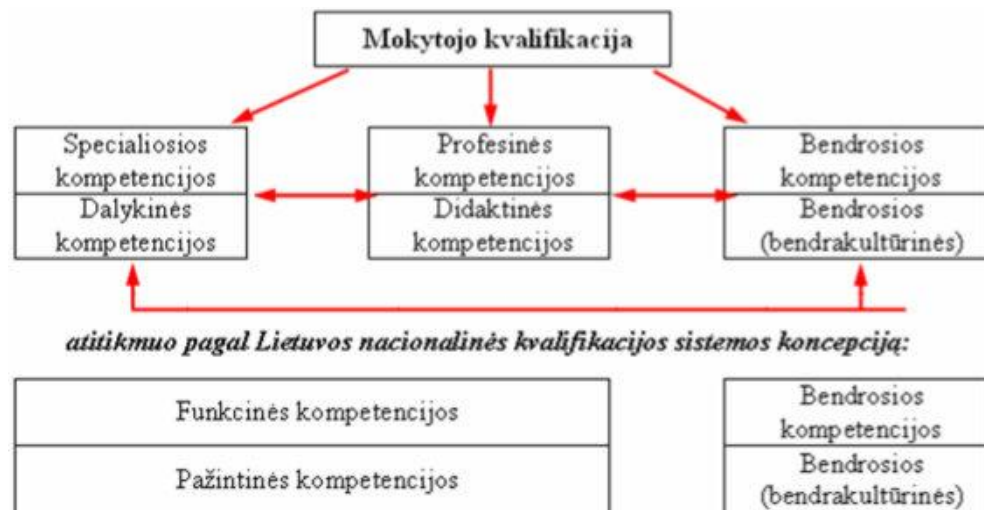 Mokytojo kvalifikacija
Specialiosios
kompetencijos
Dalykinės
kompetencijos
Profesinės
kompetencijos
Didaktinės
kompetencijos
Bendrosios
kompetencijos
Bendrosios
(bendrakultūrinės)
atitikmuo pagal Lietuvos nacionalinės kvalifikacijos sistemos koncepciją:
Funkcinės kompetencijos
Pažintinės kompetencijos
Bendrosios
kompetencijos
Bendrosios
(bendrakultūrinės)